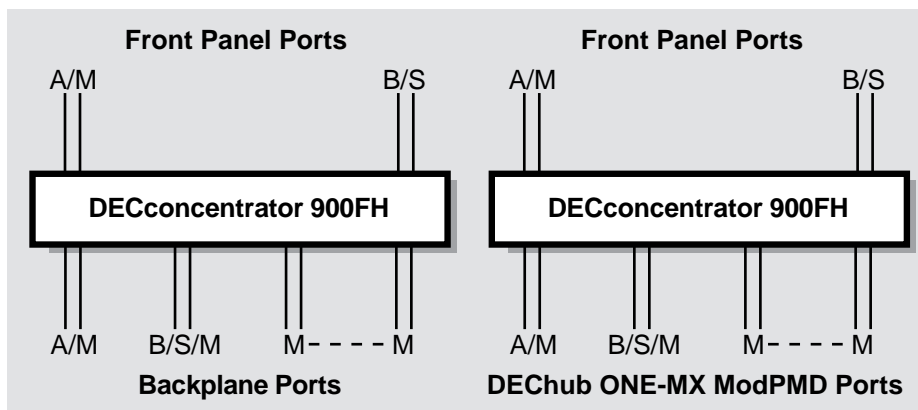 Front Panel Ports
A/M B/S
DECconcentrator 900FH
A/M B/S/M M----M
Backplane Ports
Front Panel Ports
A/M B/S
DECconcentrator 900FH
A/M B/S/M M----M
DEChub ONE-MX ModPMD Ports